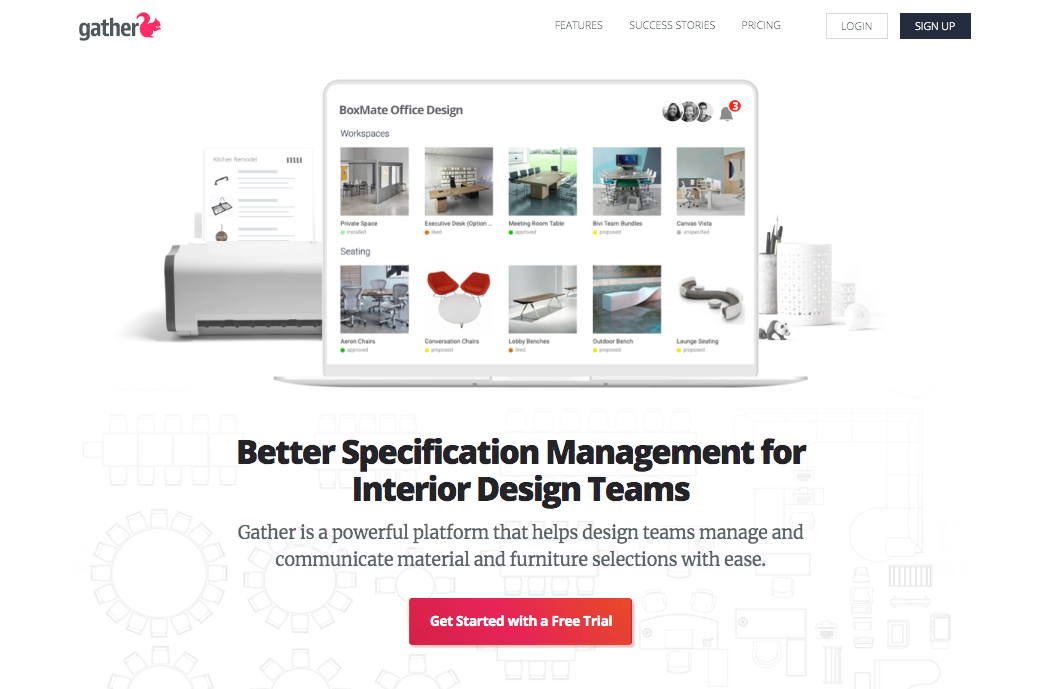 gather
FEATURES
SUCCESS STORIES
PRICING
LOGIN
SIGN UP
BoxMate Office Design
3
Workspaces
Kitchen Remodel
Private Space
installed
Executive Desk (Option ...
liked
Meeting Room Table
approved
Bivi Team Bundles
proposed
Canvas Vista
unspecified
Seating
Aeron Chairs
approved
Conversation Chairs
proposed
Lobby Benches
liked
Outdoor Bench
proposed
Lounge Seating
proposed
Better Specification Management for
Interior Design Teams
Gather is a powerful platform that helps design teams manage and
communicate material and furniture selections with ease.
Get Started with a Free Trial